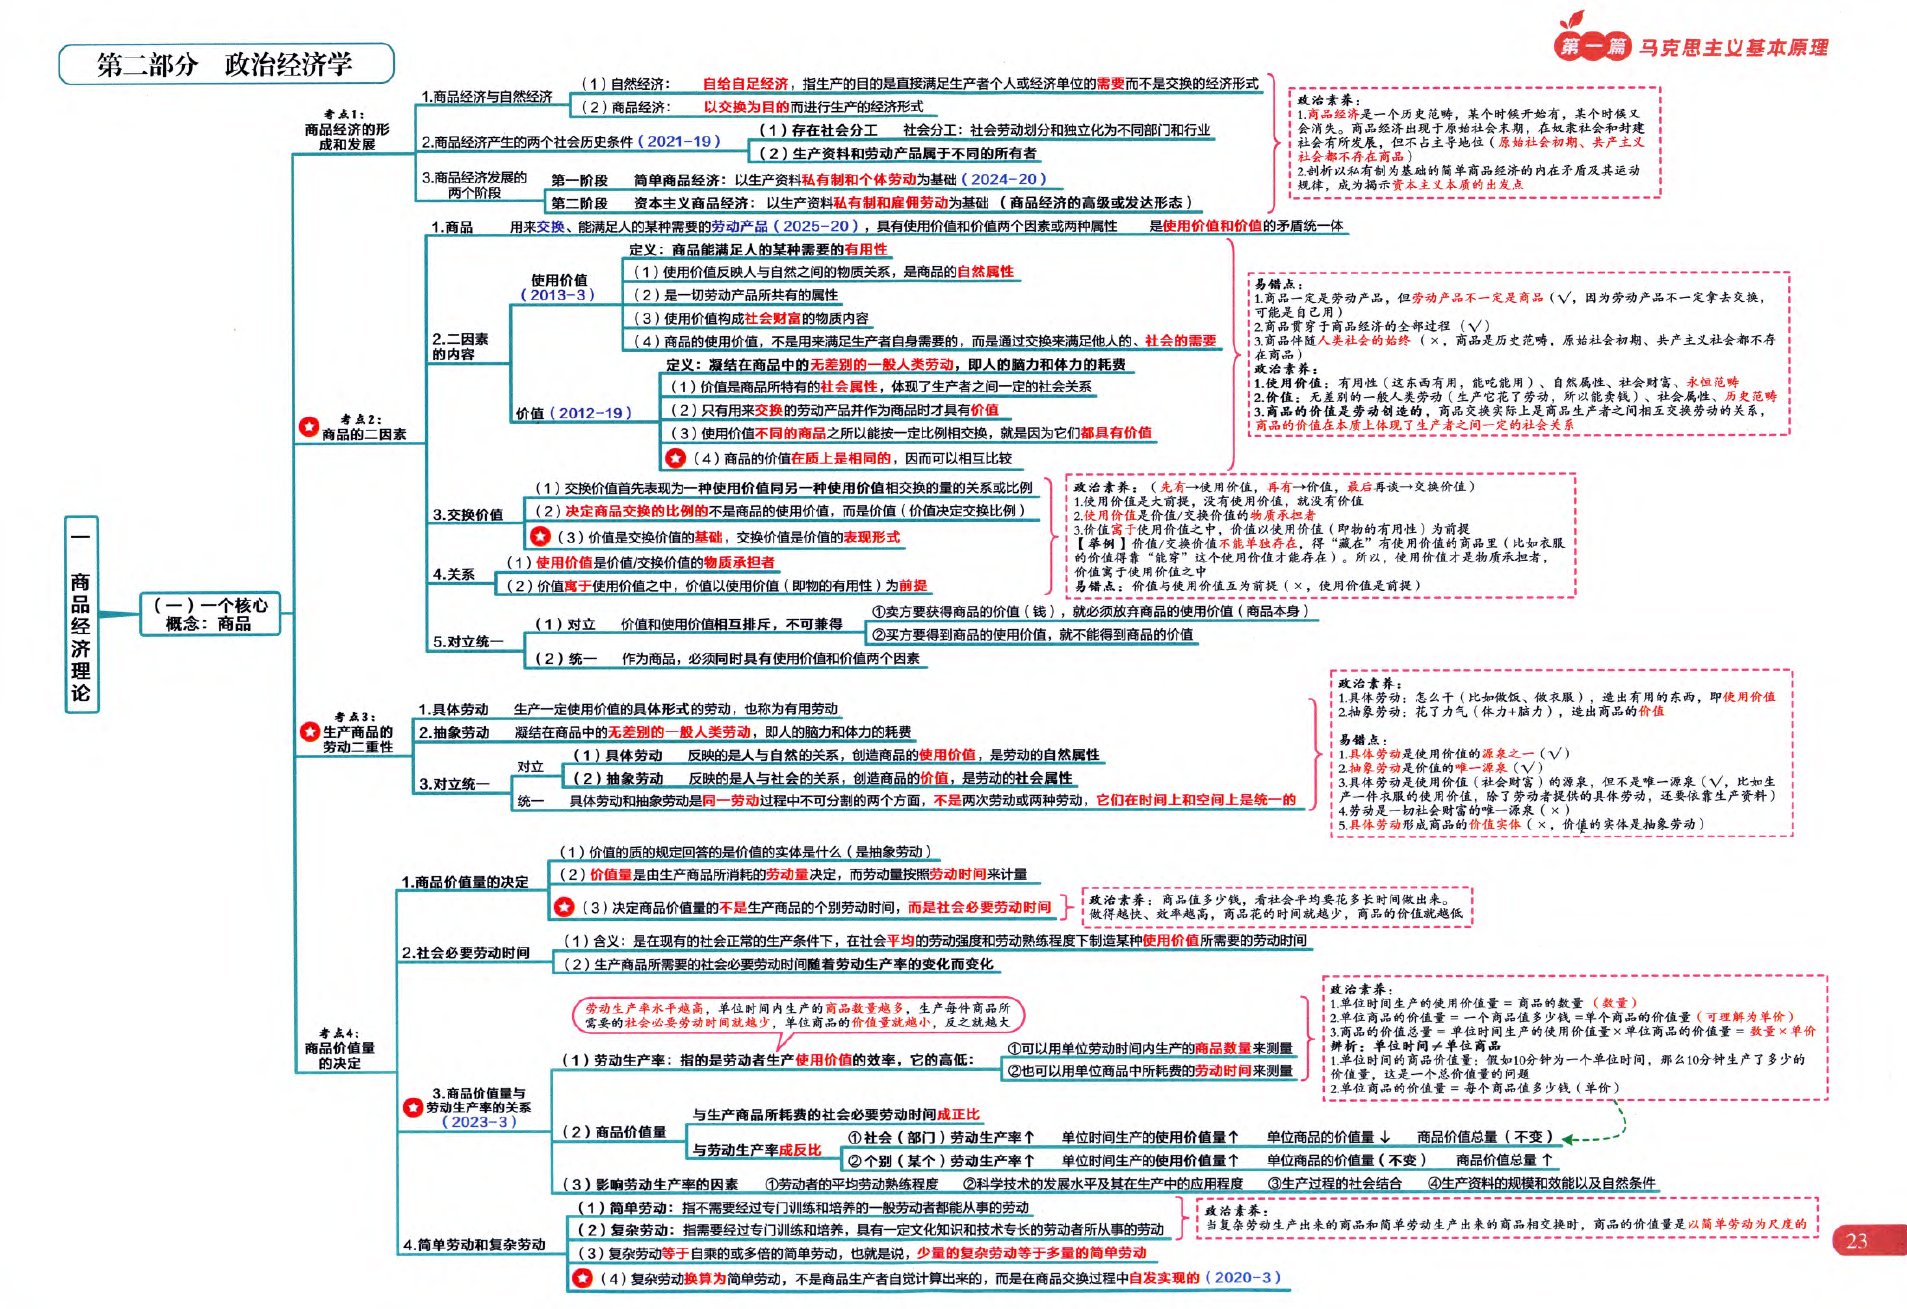 第一篇 马克思主义基本原理
第二部分 政治经济学
一 商品经济理论
(一)一个核心
概念:商品
考点1:
商品经济的形
成和发展
1.商品经济与自然经济
(1)自然经济: 自给自足经济,指生产的目的是直接满足生产者个人或经济单位的需要而不是交换的经济形式
(2)商品经济: 以交换为目的而进行生产的经济形式
2.商品经济产生的两个社会历史条件(2021-19)
(1)存在社会分工 社会分工:社会劳动划分和独立化为不同部门和行业
(2)生产资料和劳动产品属于不同的所有者
3.商品经济发展的
两个阶段
第一阶段 简单商品经济:以生产资料私有制和个体劳动为基础(2024-20)
第二阶段 资本主义商品经济:以生产资料私有制和雇佣劳动为基础(商品经济的高级或发达形态)
政治素养:
1.商品经济是一个历史范畴,某个时候开始有,某个时候又
会消失。商品经济出现于原始社会末期,在奴隶社会和封建
社会有所发展,但不占主导地位(原始社会初期、共产主义
社会都不存在商品)
2.剖析以私有制为基础的简单商品经济的内在矛盾及其运动
规律,成为揭示资本主义本质的出发点
考点2:
商品的二因素
1.商品 用来交换、能满足人的某种需要的劳动产品(2025-20),具有使用价值和价值两个因素或两种属性 是使用价值和价值的矛盾统一体
2.二因素
的内容
使用价值
(2013-3)
定义:商品能满足人的某种需要的有用性
(1)使用价值反映人与自然之间的物质关系,是商品的自然属性
(2)是一切劳动产品所共有的属性
(3)使用价值构成社会财富的物质内容
(4)商品的使用价值,不是用来满足生产者自身需要的,而是通过交换来满足他人的、社会的需要
价值(2012-19)
定义:凝结在商品中的无差别的一般人类劳动,即人的脑力和体力的耗费
(1)价值是商品所特有的社会属性,体现了生产者之间一定的社会关系
(2)只有用来交换的劳动产品并作为商品时才具有价值
(3)使用价值不同的商品之所以能按一定比例相交换,就是因为它们都具有价值
(4)商品的价值在质上是相同的,因而可以相互比较
易错点:
1.商品一定是劳动产品,但劳动产品不一定是商品(√,因为劳动产品不一定拿去交换,
可能是自己用)
2.商品贯穿于商品经济的全部过程(√)
3.商品伴随人类社会的始终(×,商品是历史范畴,原始社会初期、共产主义社会都不存
在商品)
政治素养:
1.使用价值:有用性(这东西有用,能吃能用)、自然属性、社会财富、永恒范畴
2.价值:无差别的一般人类劳动(生产它花了劳动,所以能卖钱)、社会属性、历史范畴
3.商品的价值是劳动创造的,商品交换实际上是商品生产者之间相互交换劳动的关系,
商品的价值在本质上体现了生产者之间一定的社会关系
3.交换价值
(1)交换价值首先表现为一种使用价值同另一种使用价值相交换的量的关系或比例
(2)决定商品交换的比例的不是商品的使用价值,而是价值(价值决定交换比例)
(3)价值是交换价值的基础,交换价值是价值的表现形式
4.关系
(1)使用价值是价值/交换价值的物质承担者
(2)价值寓于使用价值之中,价值以使用价值(即物的有用性)为前提
政治素养:(先有→使用价值,再有→价值,最后再谈→交换价值)
1.使用价值是大前提,没有使用价值,就没有价值
2.使用价值是价值/交换价值的物质承担者
3.价值寓于使用价值之中,价值以使用价值(即物的有用性)为前提
【举例】价值/交换价值不能单独存在,得“藏在”有使用价值的商品里(比如衣服
的价值得靠“能穿”这个使用价值才能存在)。所以,使用价值才是物质承担者,
价值寓于使用价值之中
易错点:价值与使用价值互为前提(×,使用价值是前提)
5.对立统一
(1)对立 价值和使用价值相互排斥,不可兼得
①卖方要获得商品的价值(钱),就必须放弃商品的使用价值(商品本身)
②买方要得到商品的使用价值,就不能得到商品的价值
(2)统一 作为商品,必须同时具有使用价值和价值两个因素
考点3:
生产商品的
劳动二重性
1.具体劳动 生产一定使用价值的具体形式的劳动,也称为有用劳动
2.抽象劳动 凝结在商品中的无差别的一般人类劳动,即人的脑力和体力的耗费
3.对立统一
对立
(1)具体劳动 反映的是人与自然的关系,创造商品的使用价值,是劳动的自然属性
(2)抽象劳动 反映的是人与社会的关系,创造商品的价值,是劳动的社会属性
统一 具体劳动和抽象劳动是同一劳动过程中不可分割的两个方面,不是两次劳动或两种劳动,它们在时间上和空间上是统一的
政治素养:
1.具体劳动:怎么干(比如做饭、做衣服),造出有用的东西,即使用价值
2.抽象劳动:花了力气(体力+脑力),造出商品的价值
易错点:
1.具体劳动是使用价值的源泉之一(√)
2.抽象劳动是价值的唯一源泉(√)
3.具体劳动是使用价值(社会财富)的源泉,但不是唯一源泉(√,比如生
产一件衣服的使用价值,除了劳动者提供的具体劳动,还要依靠生产资料)
4.劳动是一切社会财富的唯一源泉(×)
5.具体劳动形成商品的价值实体(×,价值的实体是抽象劳动)
考点4:
商品价值量
的决定
1.商品价值量的决定
(1)价值的质的规定回答的是价值的实体是什么(是抽象劳动)
(2)价值量是由生产商品所消耗的劳动量决定,而劳动量按照劳动时间来计量
(3)决定商品价值量的不是生产商品的个别劳动时间,而是社会必要劳动时间
政治素养:商品值多少钱,看社会平均要花多长时间做出来。
做得越快、效率越高,商品花的时间就越少,商品的价值就越低
2.社会必要劳动时间
(1)含义:是在现有的社会正常的生产条件下,在社会平均的劳动强度和劳动熟练程度下制造某种使用价值所需要的劳动时间
(2)生产商品所需要的社会必要劳动时间随着劳动生产率的变化而变化
3.商品价值量与
劳动生产率的关系
(2023-3)
劳动生产率水平越高,单位时间内生产的商品数量越多,生产每件商品所
需要的社会必要劳动时间就越少,单位商品的价值量就越小,反之就越大
(1)劳动生产率:指的是劳动者生产使用价值的效率,它的高低:
①可以用单位劳动时间内生产的商品数量来测量
②也可以用单位商品中所耗费的劳动时间来测量
政治素养:
1.单位时间生产的使用价值量=商品的数量(数量)
2.单位商品的价值量=一个商品值多少钱=单个商品的价值量(可理解为单价)
3.商品的价值总量=单位时间生产的使用价值量×单位商品的价值量=数量×单价
辨析:单位时间≠单位商品
1.单位时间的商品价值量:假如10分钟为一个单位时间,那么10分钟生产了多少的
价值量,这是一个总价值量的问题
2.单位商品的价值量=每个商品值多少钱(单价)
(2)商品价值量
与生产商品所耗费的社会必要劳动时间成正比
与劳动生产率成反比
①社会(部门)劳动生产率↑ 单位时间生产的使用价值量↑ 单位商品的价值量↓ 商品价值总量(不变)
②个别(某个)劳动生产率↑ 单位时间生产的使用价值量↑ 单位商品的价值量(不变) 商品价值总量↑
(3)影响劳动生产率的因素 ①劳动者的平均劳动熟练程度 ②科学技术的发展水平及其在生产中的应用程度 ③生产过程的社会结合 ④生产资料的规模和效能以及自然条件
4.简单劳动和复杂劳动
(1)简单劳动:指不需要经过专门训练和培养的一般劳动者都能从事的劳动
(2)复杂劳动:指需要经过专门训练和培养,具有一定文化知识和技术专长的劳动者所从事的劳动
(3)复杂劳动等于自乘的或多倍的简单劳动,也就是说,少量的复杂劳动等于多量的简单劳动
(4)复杂劳动换算为简单劳动,不是商品生产者自觉计算出来的,而是在商品交换过程中自发实现的(2020-3)
政治素养:
当复杂劳动生产出来的商品和简单劳动生产出来的商品相交换时,商品的价值量是以简单劳动为尺度的
23